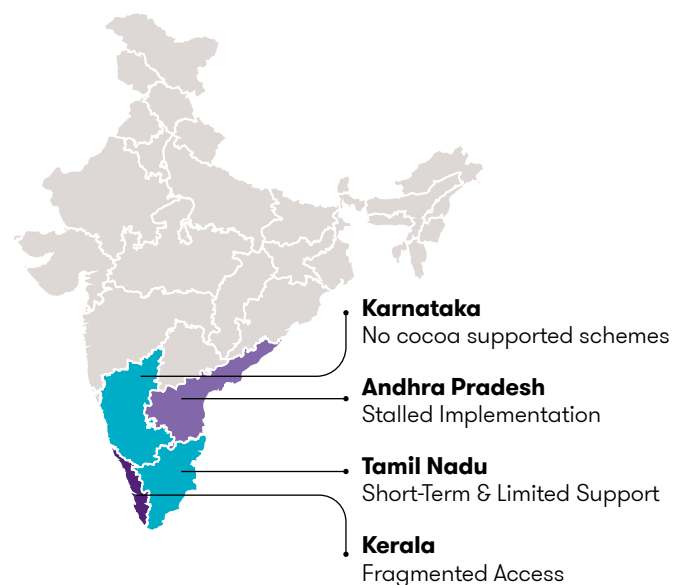 Karnataka
No cocoa supported schemes
Andhra Pradesh
Stalled Implementation
Tamil Nadu
Short-Term & Limited Support
Kerala
Fragmented Access